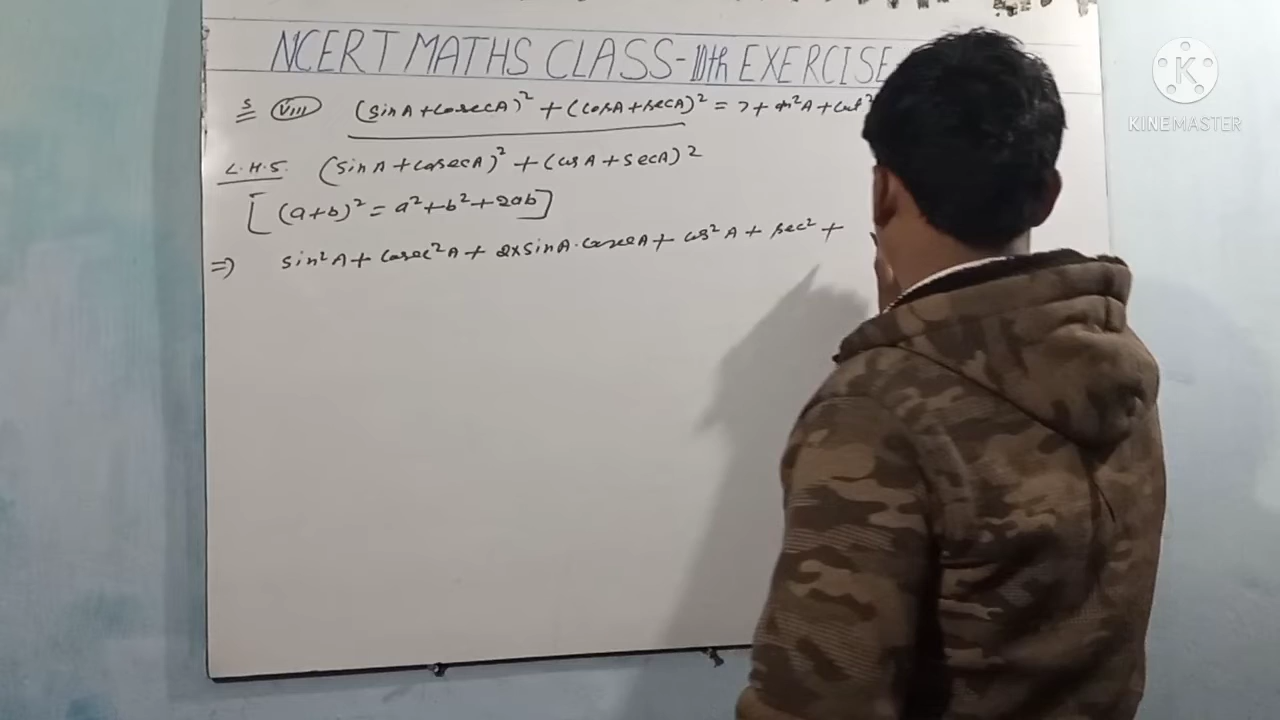 NCERT MATHS CLASS-10th EXERCISE
5 (VIII) (sinA+cosecA)² + (cosA+secA)² = 7+ tan²A + cot²
L.H.S. (sinA+cosecA)² + (cosA+secA)2
[(a+b)² = a²+b²+2ab]
⇒ sin²A + cosec²A + 2×sinA.cosecA + cos²A + sec² +
KINEMASTER